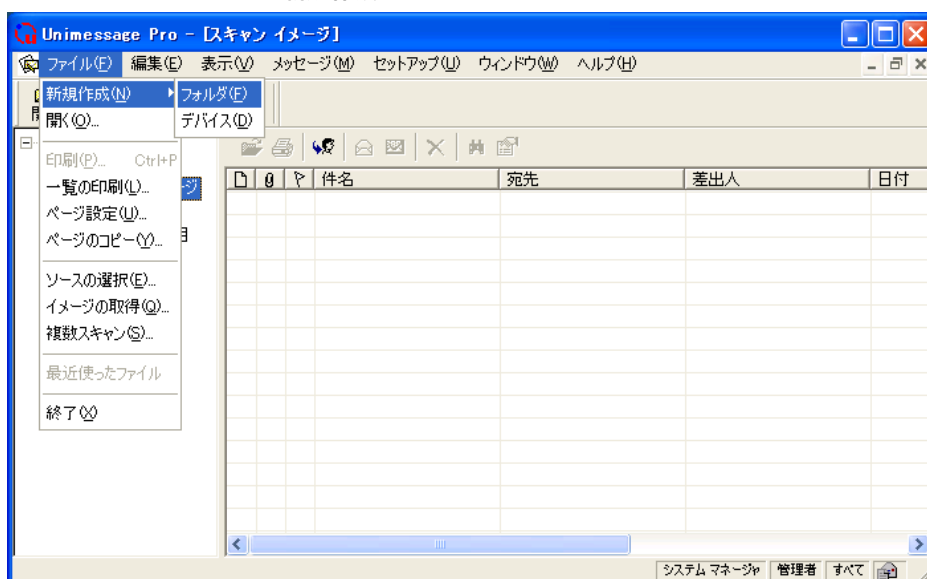 Unimessage Pro - [スキャン イメージ]
ファイル(F) 編集(E) 表示(V) メッセージ(M) セットアップ(U) ウィンドウ(W) ヘルプ(H)
新規作成(N)
フォルダ(F)
デバイス(D)
開く(O)...
印刷(P)... Ctrl+P
一覧の印刷(L)...
ページ設定(U)...
ページのコピー(Y)...
ソースの選択(E)...
イメージの取得(Q)...
複数スキャン(S)...
最近使ったファイル
終了(X)
件名 宛先 差出人 日付
システム マネージャ 管理者 すべて